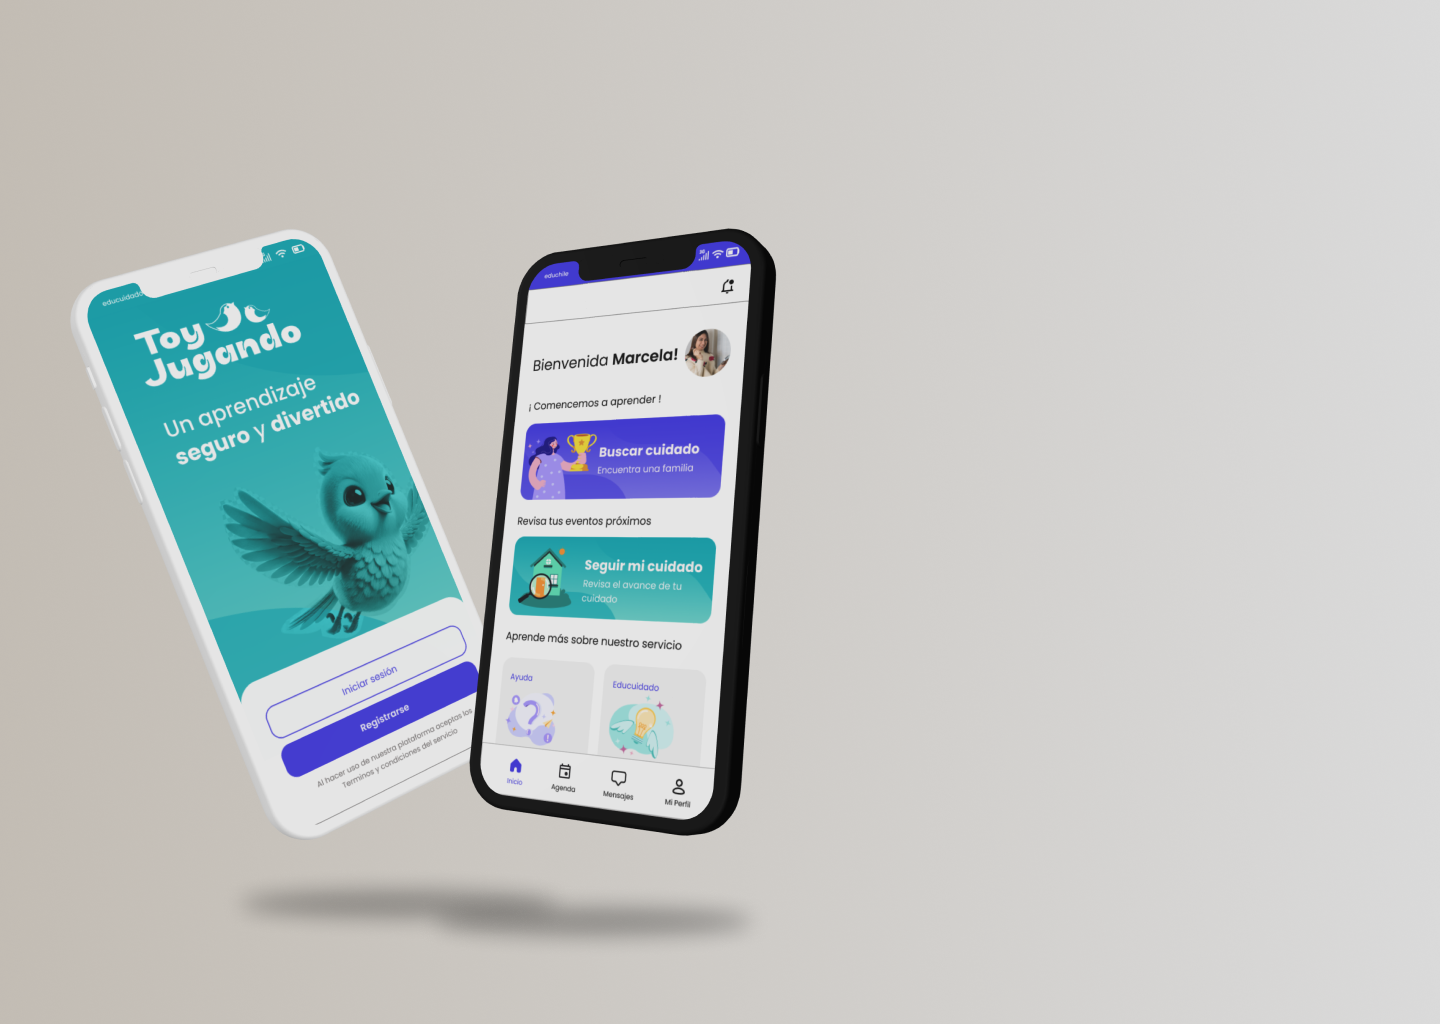 educuidado
Toy
Jugando
Un aprendizaje
seguro y divertido
Iniciar sesión
Registrarse
Al hacer uso de nuestra plataforma aceptas los
Terminos y condiciones del servicio
educhile
Bienvenida Marcela!
¡ Comencemos a aprender !
Buscar cuidado
Encuentra una familia
Revisa tus eventos próximos
Seguir mi cuidado
Revisa el avance de tu
cuidado
Aprende más sobre nuestro servicio
Ayuda
Educuidado
Inicio
Agenda
Mensajes
Mi Perfil